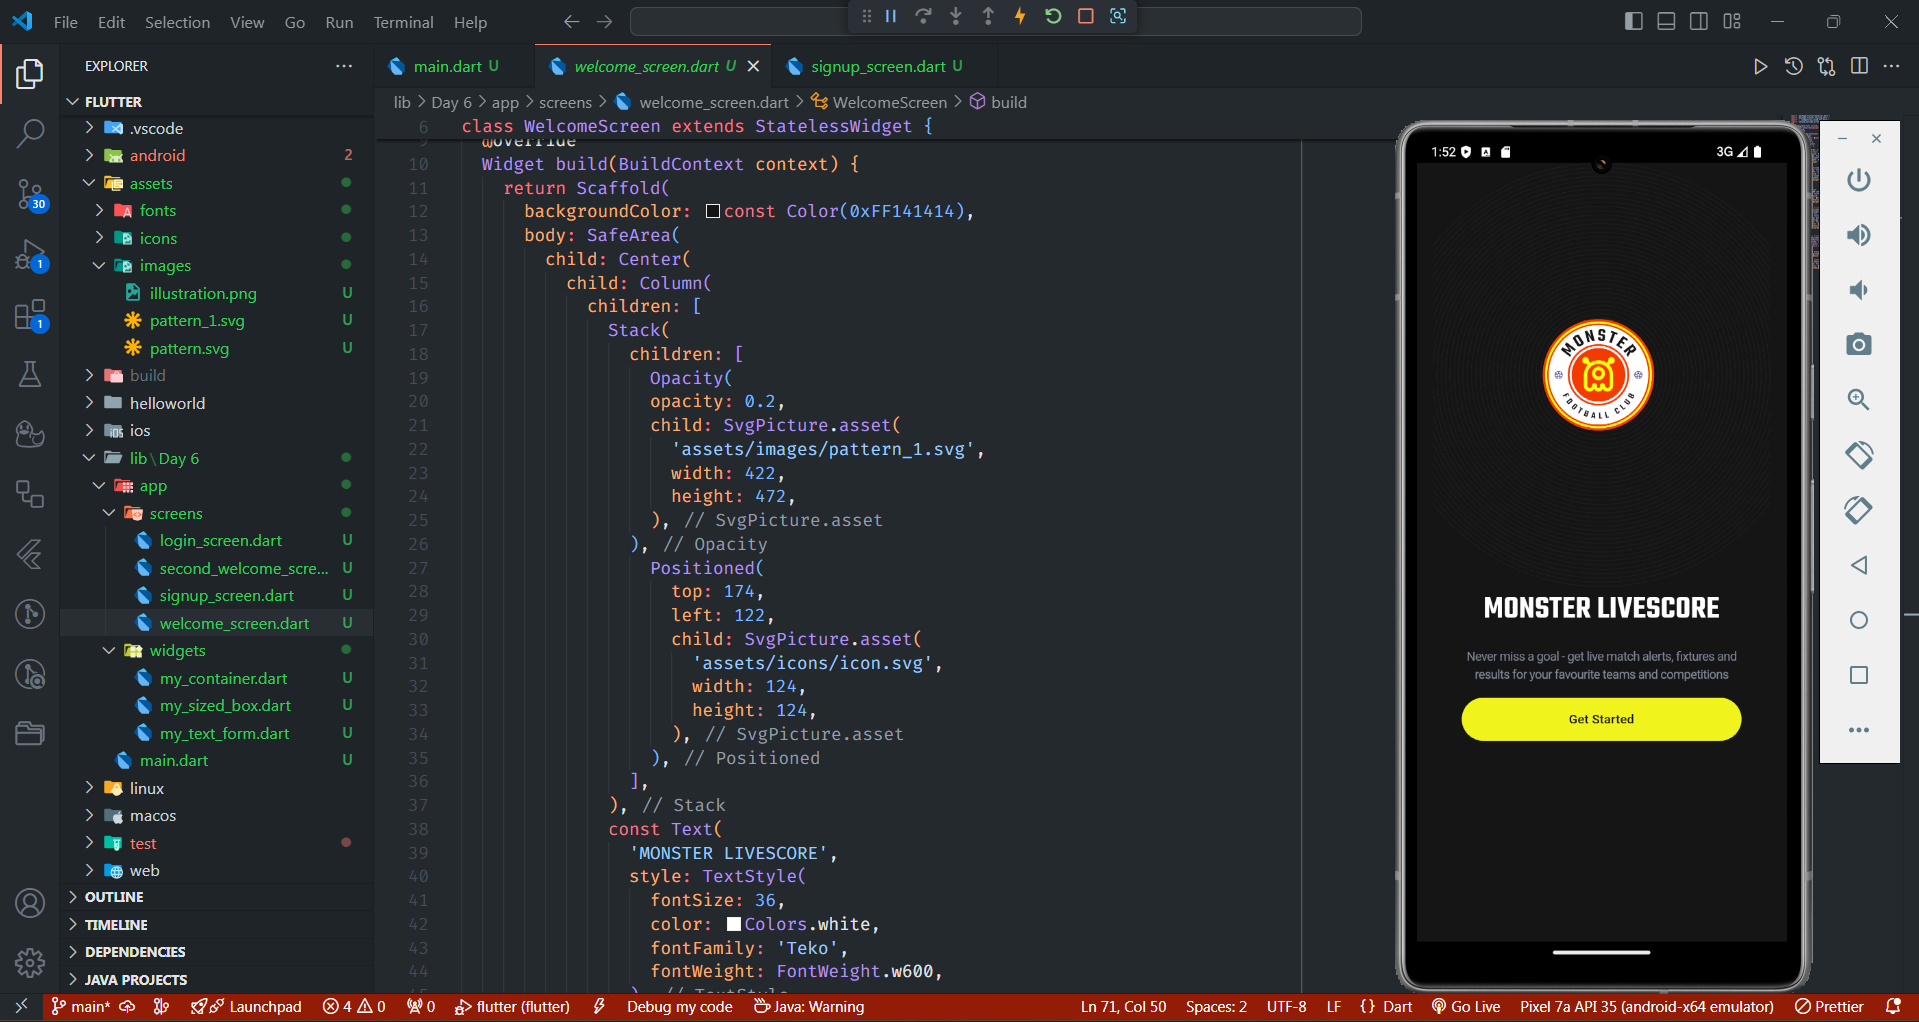 File Edit Selection View Go Run Terminal Help
EXPLORER
FLUTTER
.vscode
android 2
assets
fonts
icons
images
illustration.png U
pattern_1.svg U
pattern.svg U
build
helloworld
ios
lib\Day 6
app
screens
login_screen.dart U
second_welcome_scre... U
signup_screen.dart U
welcome_screen.dart U
widgets
my_container.dart U
my_sized_box.dart U
my_text_form.dart U
main.dart U
linux
macos
test
web
OUTLINE
TIMELINE
DEPENDENCIES
JAVA PROJECTS
30
1
1
main.dart U welcome_screen.dart U signup_screen.dart U
lib > Day 6 > app > screens > welcome_screen.dart > WelcomeScreen > build
6 class WelcomeScreen extends StatelessWidget {
9 @override
10 Widget build(BuildContext context) {
11 return Scaffold(
12 backgroundColor: const Color(0xFF141414),
13 body: SafeArea(
14 child: Center(
15 child: Column(
16 children: [
17 Stack(
18 children: [
19 Opacity(
20 opacity: 0.2,
21 child: SvgPicture.asset(
22 'assets/images/pattern_1.svg',
23 width: 422,
24 height: 472,
25 ), // SvgPicture.asset
26 ), // Opacity
27 Positioned(
28 top: 174,
29 left: 122,
30 child: SvgPicture.asset(
31 'assets/icons/icon.svg',
32 width: 124,
33 height: 124,
34 ), // SvgPicture.asset
35 ), // Positioned
36 ],
37 ), // Stack
38 const Text(
39 'MONSTER LIVESCORE',
40 style: TextStyle(
41 fontSize: 36,
42 color: Colors.white,
43 fontFamily: 'Teko',
44 fontWeight: FontWeight.w600,
45 ), // TextStyle
1:52 3G
MONSTER
FOOTBALL CLUB
MONSTER LIVESCORE
Never miss a goal - get live match alerts, fixtures and
results for your favourite teams and competitions
Get Started
main* Launchpad 4 0 0 flutter (flutter) Debug my code Java: Warning Ln 71, Col 50 Spaces: 2 UTF-8 LF {} Dart Go Live Pixel 7a API 35 (android-x64 emulator) Prettier